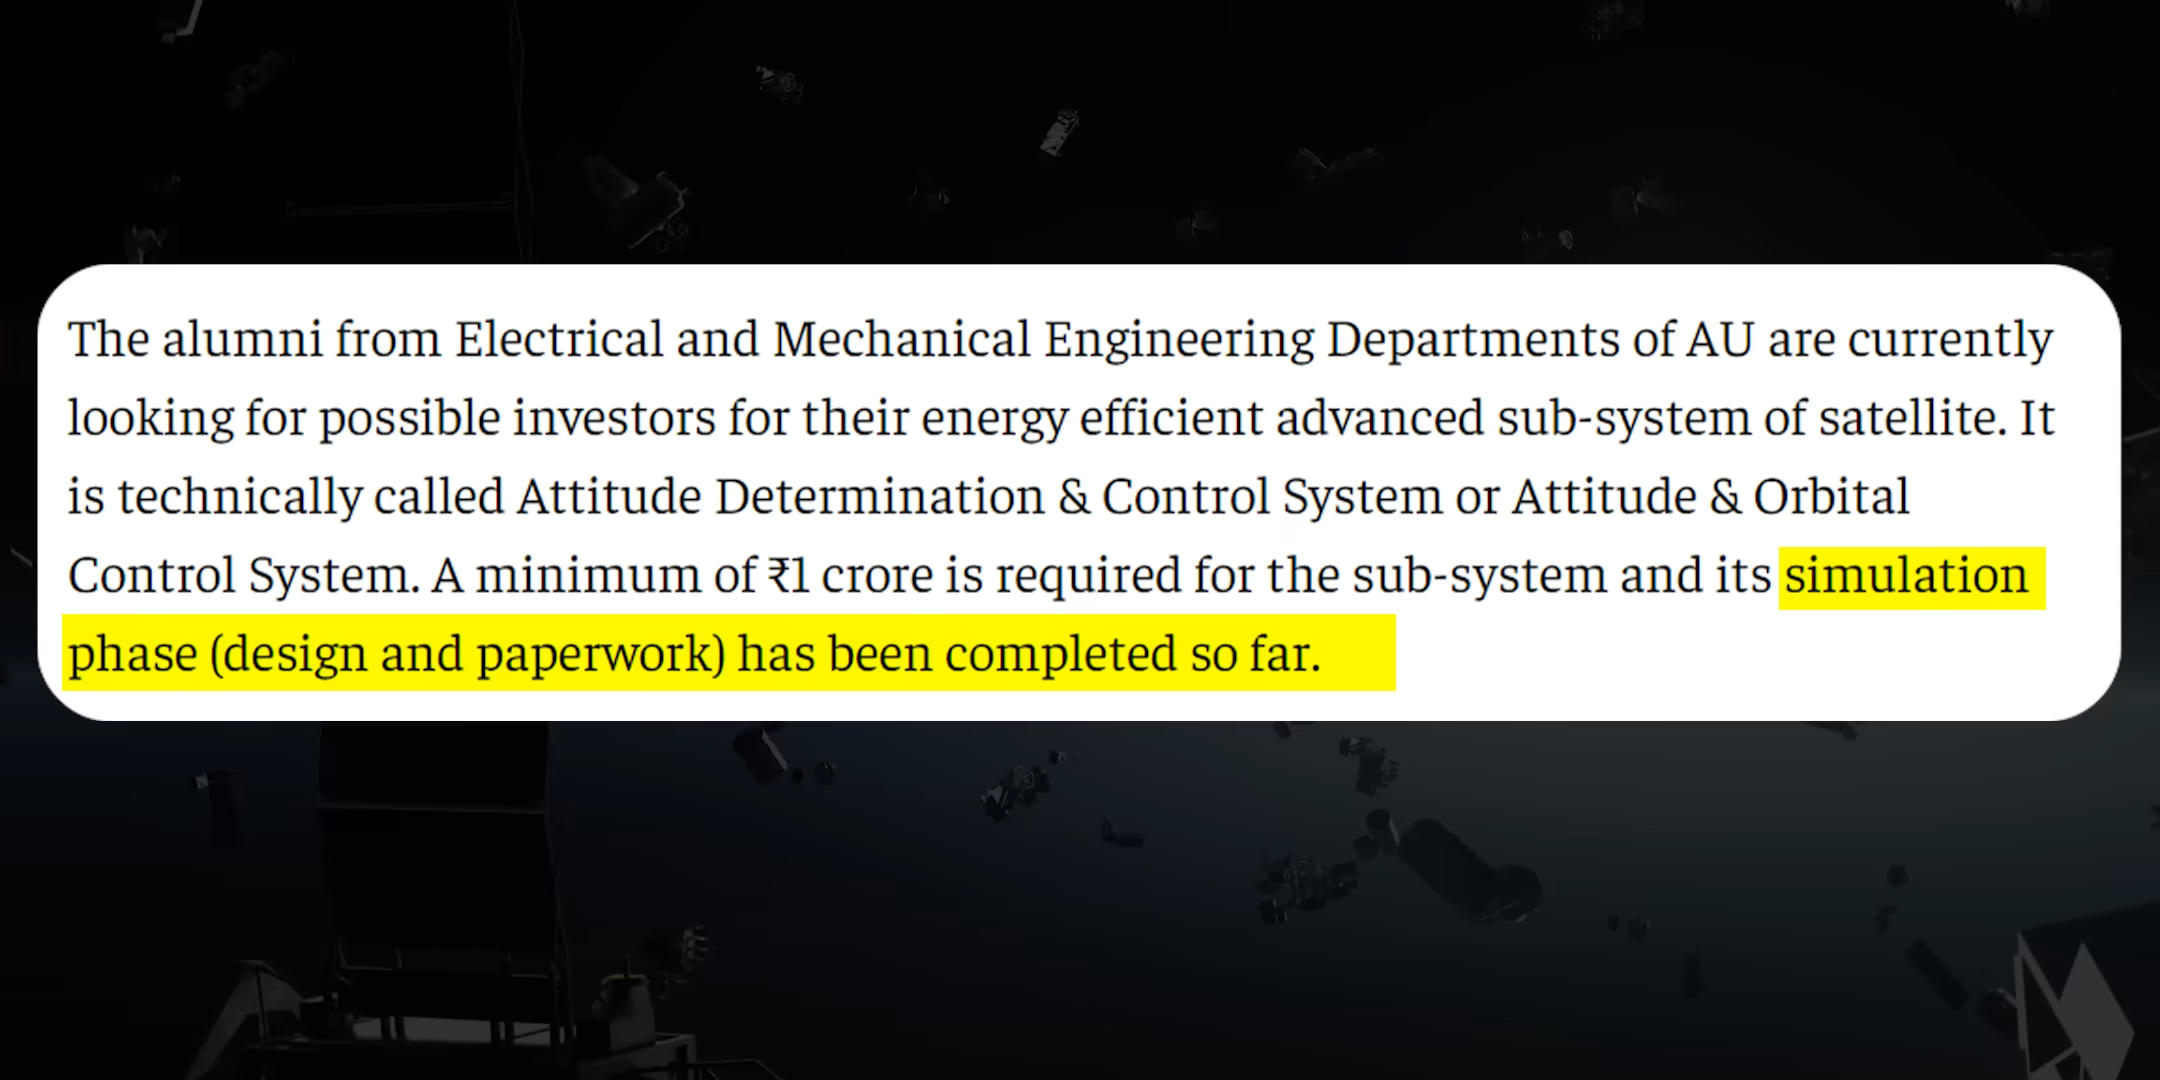 The alumni from Electrical and Mechanical Engineering Departments of AU are currently
looking for possible investors for their energy efficient advanced sub-system of satellite. It
is technically called Attitude Determination & Control System or Attitude & Orbital
Control System. A minimum of ₹1 crore is required for the sub-system and its simulation
phase (design and paperwork) has been completed so far.